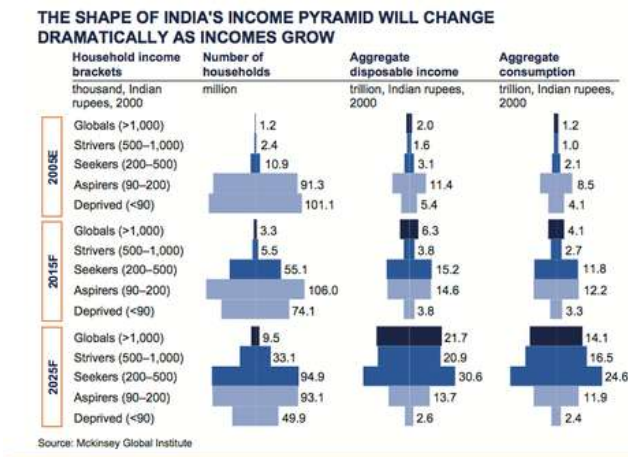 THE SHAPE OF INDIA'S INCOME PYRAMID WILL CHANGE
DRAMATICALLY AS INCOMES GROW
Household income brackets Number of households Aggregate disposable income Aggregate consumption
thousand, Indian rupees, 2000 million trillion, Indian rupees, 2000 trillion, Indian rupees, 2000
2005E
Globals (>1,000) 1.2 2.0 1.2
Strivers (500–1,000) 2.4 1.6 1.0
Seekers (200–500) 10.9 3.1 2.1
Aspirers (90–200) 91.3 11.4 8.5
Deprived (<90) 101.1 5.4 4.1
2015F
Globals (>1,000) 3.3 6.3 4.1
Strivers (500–1,000) 5.5 3.8 2.7
Seekers (200–500) 55.1 15.2 11.8
Aspirers (90–200) 106.0 14.6 12.2
Deprived (<90) 74.1 3.8 3.3
2025F
Globals (>1,000) 9.5 21.7 14.1
Strivers (500–1,000) 33.1 20.9 16.5
Seekers (200–500) 94.9 30.6 24.6
Aspirers (90–200) 93.1 13.7 11.9
Deprived (<90) 49.9 2.6 2.4
Source: Mckinsey Global Institute